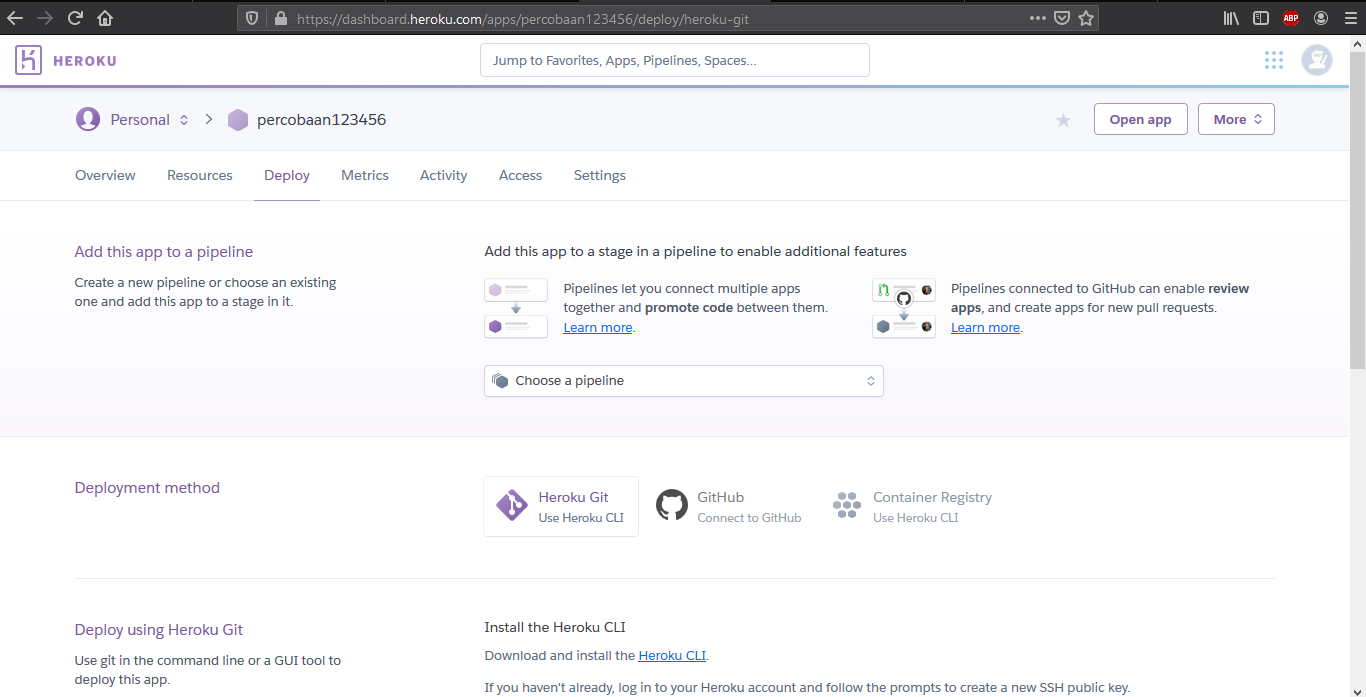 https://dashboard.heroku.com/apps/percobaan123456/deploy/heroku-git
ABP
HEROKU
Jump to Favorites, Apps, Pipelines, Spaces...
Personal
percobaan123456
Open app
More
Overview
Resources
Deploy
Metrics
Activity
Access
Settings
Add this app to a pipeline
Create a new pipeline or choose an existing
one and add this app to a stage in it.
Add this app to a stage in a pipeline to enable additional features
Pipelines let you connect multiple apps
together and promote code between them.
Learn more.
Pipelines connected to GitHub can enable review
apps, and create apps for new pull requests.
Learn more.
Choose a pipeline
Deployment method
Heroku Git
Use Heroku CLI
GitHub
Connect to GitHub
Container Registry
Use Heroku CLI
Deploy using Heroku Git
Use git in the command line or a GUI tool to
deploy this app.
Install the Heroku CLI
Download and install the Heroku CLI.
If you haven't already, log in to your Heroku account and follow the prompts to create a new SSH public key.